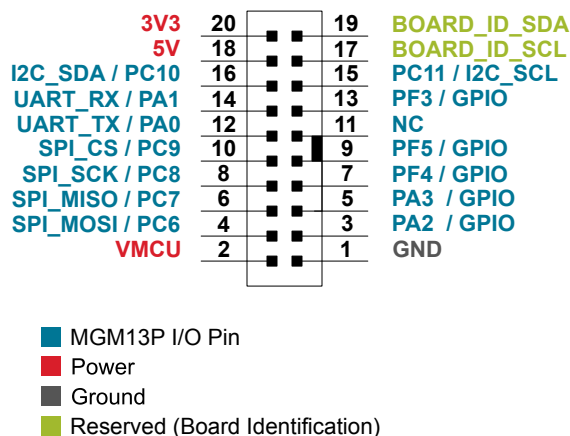 3V3 20 19 BOARD_ID_SDA
5V 18 17 BOARD_ID_SCL
I2C_SDA / PC10 16 15 PC11 / I2C_SCL
UART_RX / PA1 14 13 PF3 / GPIO
UART_TX / PA0 12 11 NC
SPI_CS / PC9 10 9 PF5 / GPIO
SPI_SCK / PC8 8 7 PF4 / GPIO
SPI_MISO / PC7 6 5 PA3 / GPIO
SPI_MOSI / PC6 4 3 PA2 / GPIO
VMCU 2 1 GND
MGM13P I/O Pin
Power
Ground
Reserved (Board Identification)